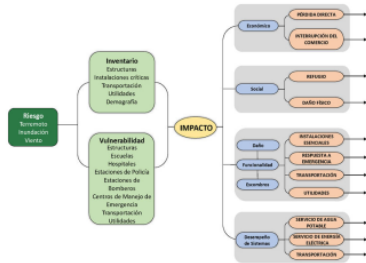 Riesgo
Terremoto
Inundación
Viento
Inventario
Estructuras
Instalaciones críticas
Transportación
Utilidades
Demografía
Vulnerabilidad
Estructuras
Escuelas
Hospitales
Estaciones de Policía
Estaciones de
Bomberos
Centros de Manejo de
Emergencia
Transportación
Utilidades
IMPACTO
Económico
PÉRDIDA DIRECTA
INTERRUPCIÓN DEL
COMERCIO
Social
REFUGIO
DAÑO FÍSICO
Daño
Funcionalidad
Escombros
INSTALACIONES
ESENCIALES
RESPUESTA A
EMERGENCIA
TRANSPORTACIÓN
UTILIDADES
Desempeño
de Sistemas
SERVICIO DE AGUA
POTABLE
SERVICIO DE ENERGÍA
ELÉCTRICA
TRANSPORTACIÓN